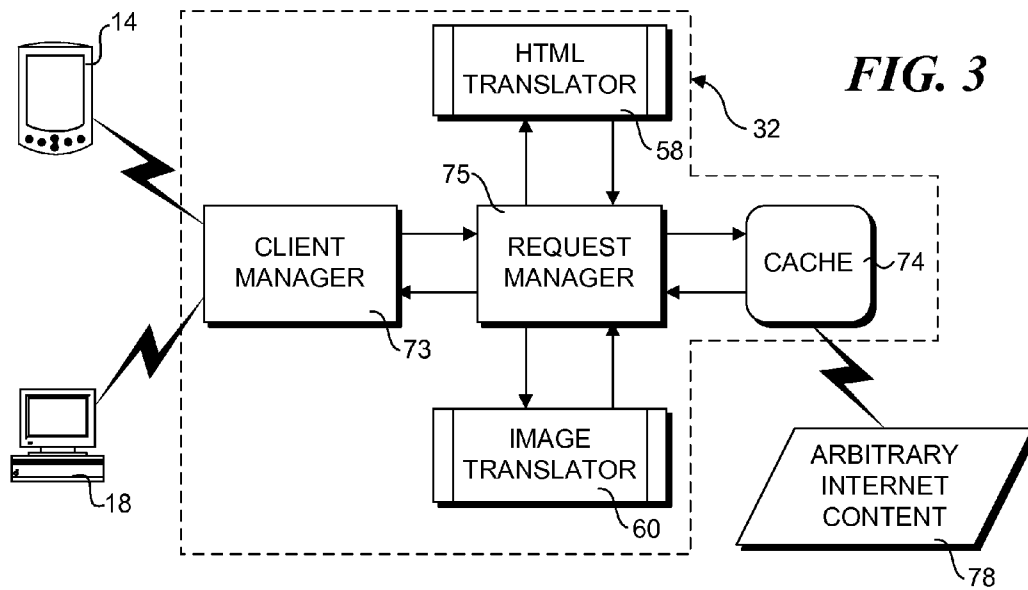 14
HTML
TRANSLATOR
FIG. 3
32
58
75
CLIENT
MANAGER
REQUEST
MANAGER
CACHE
74
73
IMAGE
TRANSLATOR
18
60
ARBITRARY
INTERNET
CONTENT
78